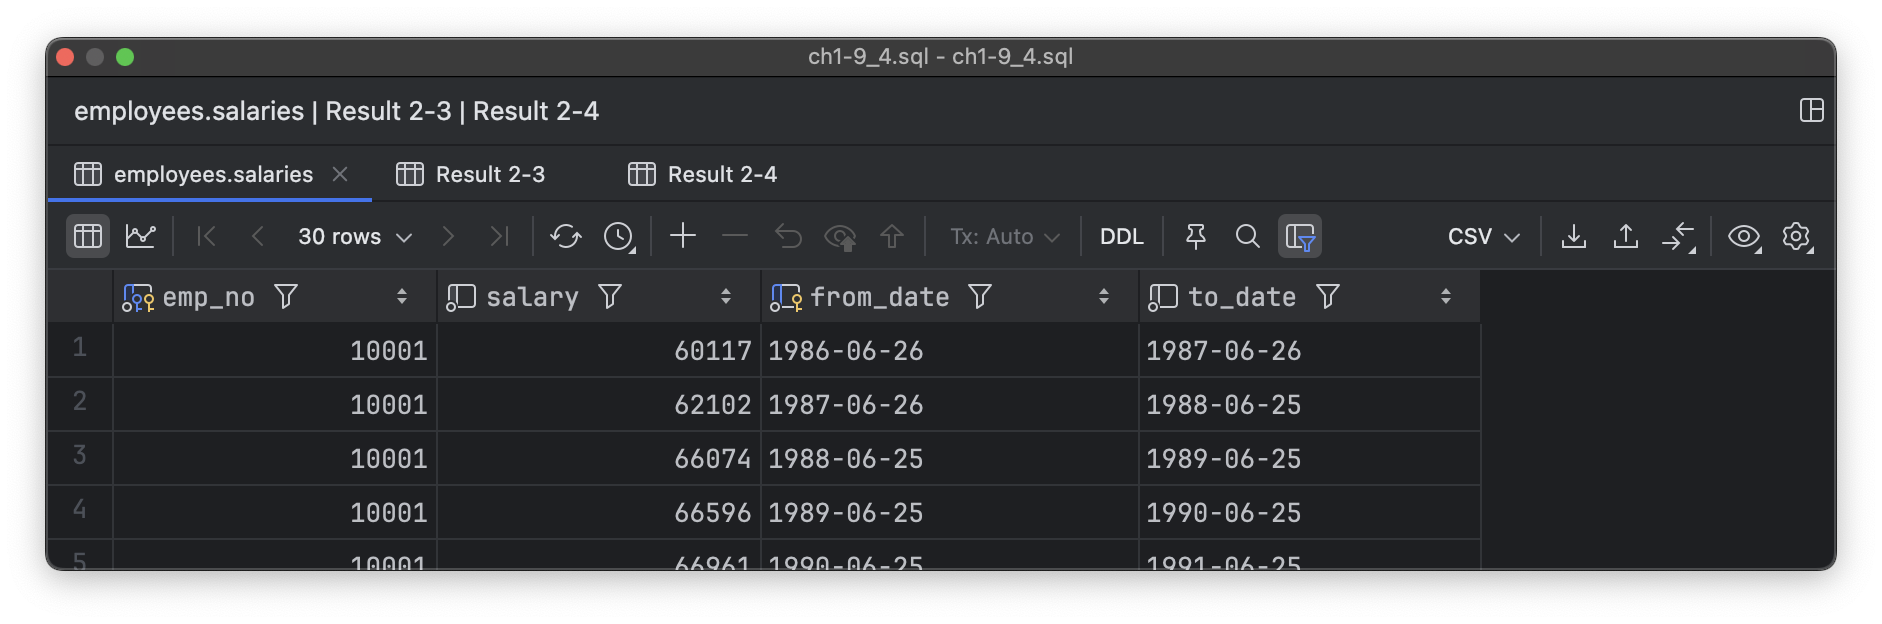 ch1-9_4.sql - ch1-9_4.sql
employees.salaries | Result 2-3 | Result 2-4
employees.salaries Result 2-3 Result 2-4
30 rows Tx: Auto DDL CSV
emp_no salary from_date to_date
1 10001 60117 1986-06-26 1987-06-26
2 10001 62102 1987-06-26 1988-06-25
3 10001 66074 1988-06-25 1989-06-25
4 10001 66596 1989-06-25 1990-06-25
5 10001 66961 1990-06-25 1991-06-25